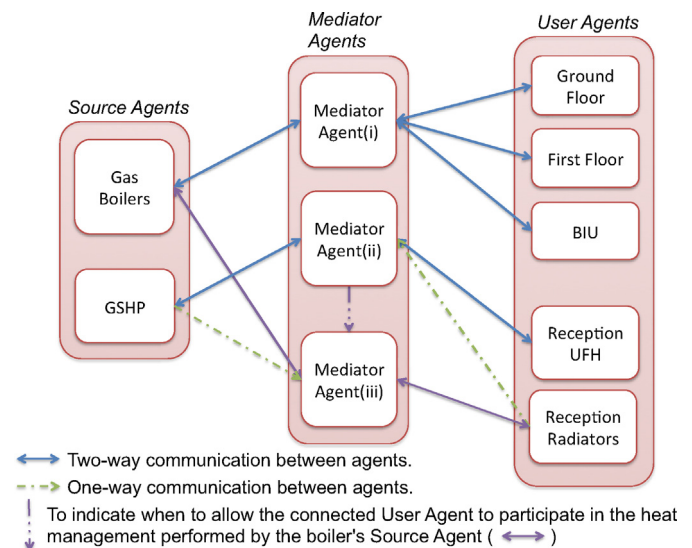 Source Agents
Gas
Boilers
GSHP
Mediator
Agents
Mediator
Agent(i)
Mediator
Agent(ii)
Mediator
Agent(iii)
User Agents
Ground
Floor
First Floor
BIU
Reception
UFH
Reception
Radiators
Two-way communication between agents.
One-way communication between agents.
To indicate when to allow the connected User Agent to participate in the heat
management performed by the boiler's Source Agent ( )